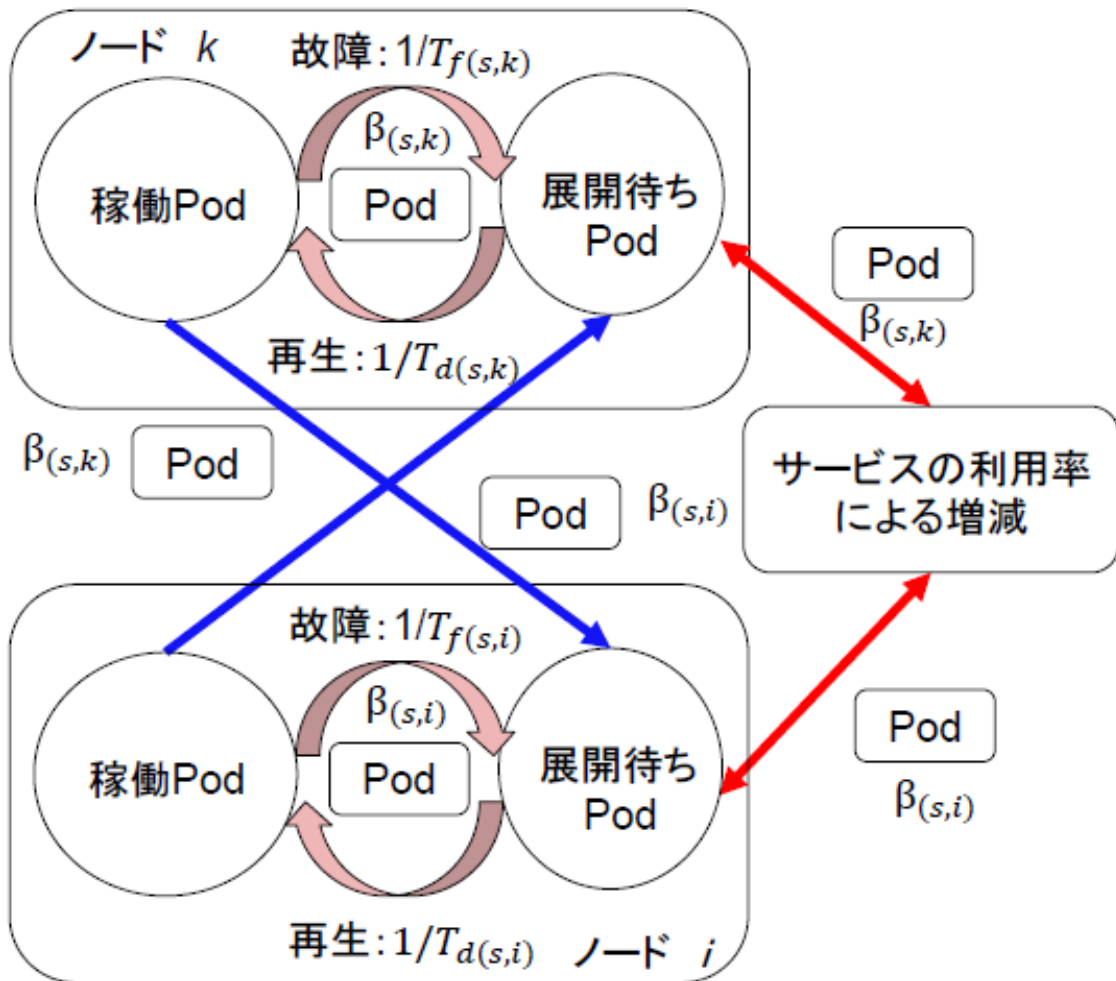 ノード k
故障：1/T_f(s,k)
β_(s,k)
稼働Pod
Pod
展開待ち
Pod
再生：1/T_d(s,k)
Pod
β_(s,k)
β_(s,k)
Pod
Pod
β_(s,i)
サービスの利用率
による増減
故障：1/T_f(s,i)
β_(s,i)
稼働Pod
Pod
展開待ち
Pod
再生：1/T_d(s,i)
ノード i
Pod
β_(s,i)